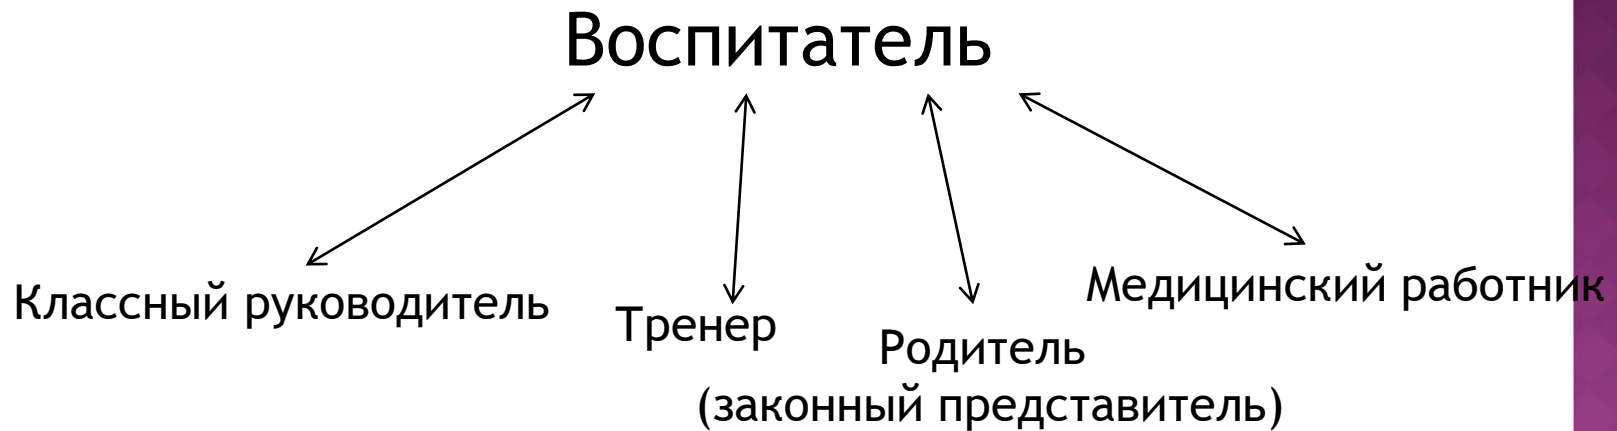 Воспитатель
Классный руководитель
Тренер
Родитель
(законный представитель)
Медицинский работник